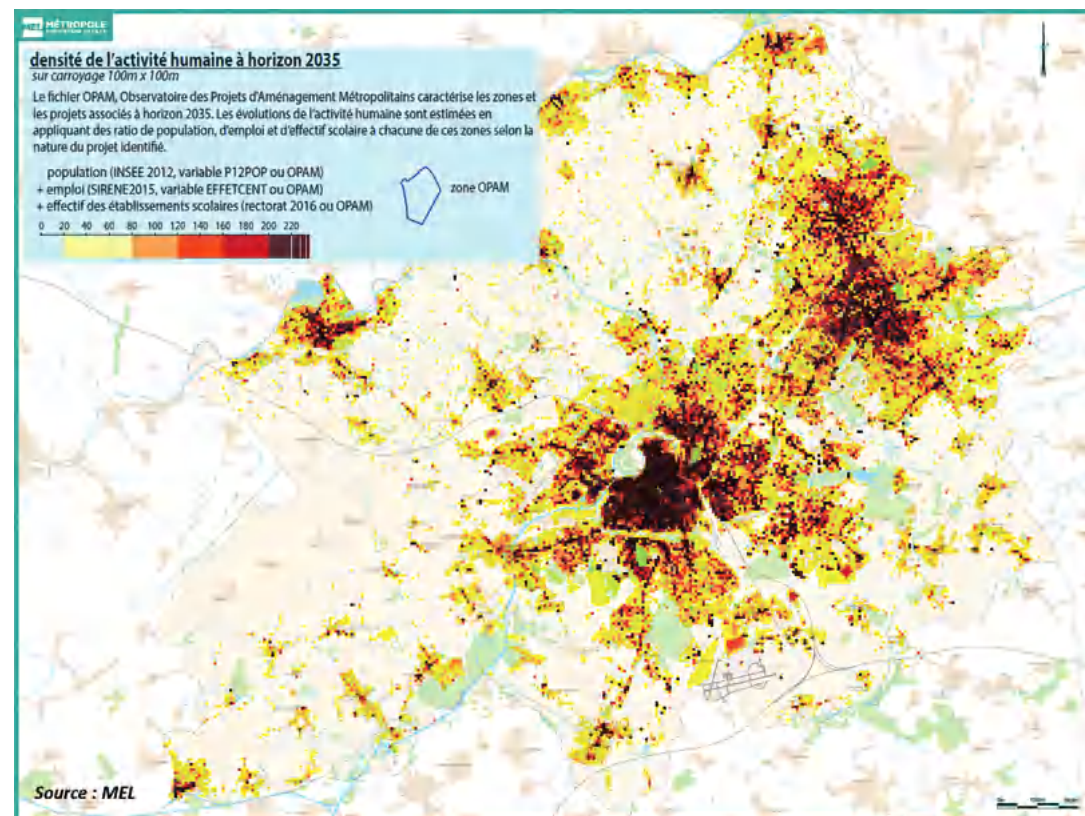 MEL MÉTROPOLE
EUROPÉENNE DE LILLE
densité de l'activité humaine à horizon 2035
sur carroyage 100m x 100m
Le fichier OPAM, Observatoire des Projets d'Aménagement Métropolitains caractérise les zones et
les projets associés à horizon 2035. Les évolutions de l'activité humaine sont estimées en
appliquant des ratio de population, d'emploi et d'effectif scolaire à chacune de ces zones selon la
nature du projet identifié.
population (INSEE 2012, variable P12POP ou OPAM)
+ emploi (SIRENE2015, variable EFFETCENT ou OPAM)
zone OPAM
+ effectif des établissements scolaires (rectorat 2016 ou OPAM)
0 20 40 60 80 100 120 140 160 180 200 220
Source : MEL